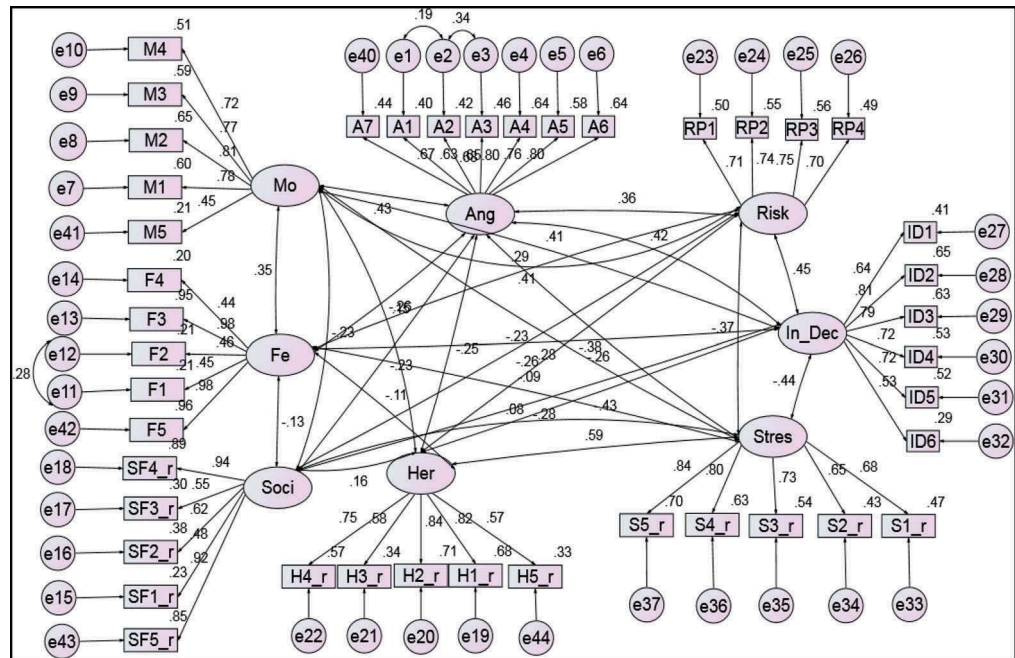 .19
.34
e10
M4
.51
e9
M3
.59
e8
M2
.65
e7
M1
.60
e41
M5
.21
.72
.77
.81
.78
.45
Mo
e40
e1
e2
e3
e4
e5
e6
.44
.40
.42
.46
.64
.58
.64
A7
A1
A2
A3
A4
A5
A6
.67
.63
.80
.76
.80
Ang
e23
e24
e25
e26
.50
.55
.56
.49
RP1
RP2
RP3
RP4
.71
.74
.75
.70
Risk
.36
.43
.41
.42
.29
.41
.45
.35
ID1
.41
e27
ID2
.65
e28
ID3
.63
e29
ID4
.53
e30
ID5
.52
e31
ID6
.29
e32
.64
.81
.79
.72
.72
.53
In_Dec
e14
F4
.20
e13
F3
.95
e12
F2
.21
e11
F1
.21
e42
F5
.96
.28
.44
.98
.46
.45
.98
Fe
-.23
-.23
-.25
-.11
-.23
-.26
-.28
-.38
-.26
-.37
.09
.08
-.28
.43
-.44
-.13
.16
.59
e18
SF4_r
.89
e17
SF3_r
.30
e16
SF2_r
.38
e15
SF1_r
.23
e43
SF5_r
.85
.94
.55
.62
.48
.92
Soci
Her
.75
.58
.84
.82
.57
.57
.34
.71
.68
.33
H4_r
H3_r
H2_r
H1_r
H5_r
e22
e21
e20
e19
e44
Stres
.84
.80
.73
.65
.68
.70
.63
.54
.43
.47
S5_r
S4_r
S3_r
S2_r
S1_r
e37
e36
e35
e34
e33